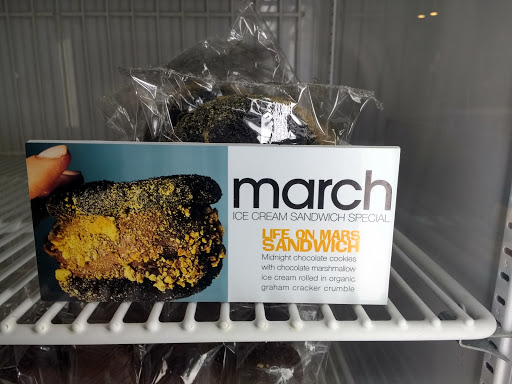 march
ICE CREAM SANDWICH SPECIAL
LIFE ON MARS
SANDWICH
Midnight chocolate cookies
with chocolate marshmallow
ice cream rolled in organic
graham cracker crumble